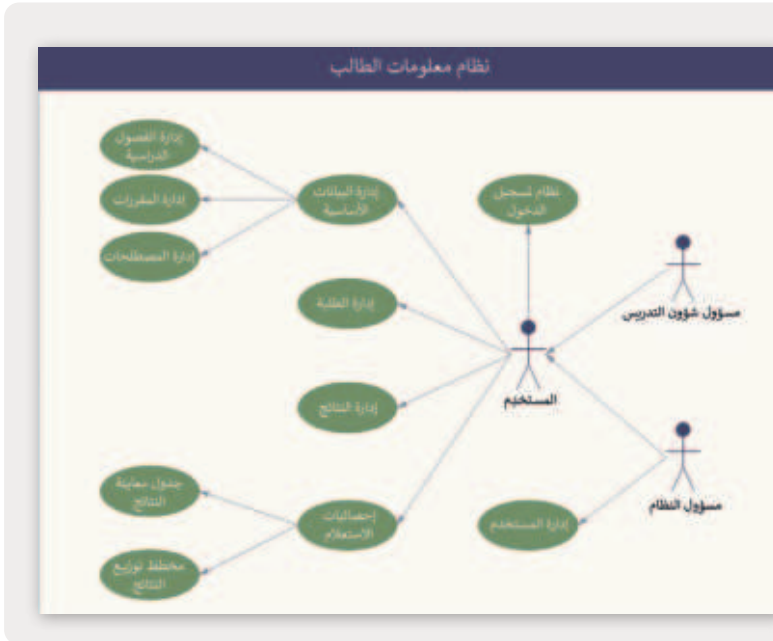 نظام معلومات الطالب
نظام تسجيل
الدخول
مسؤول شؤون التدريس
المستخدم
مسؤول النظام
إدارة المستخدم
إدارة البيانات
الأساسية
إدارة الطلبة
إدارة النتائج
إحصائيات
الاستعلام
إدارة الفصول
الدراسية
إدارة المقررات
إدارة المصطلحات
جدول معاينة
النتائج
مخطط توزيع
النتائج